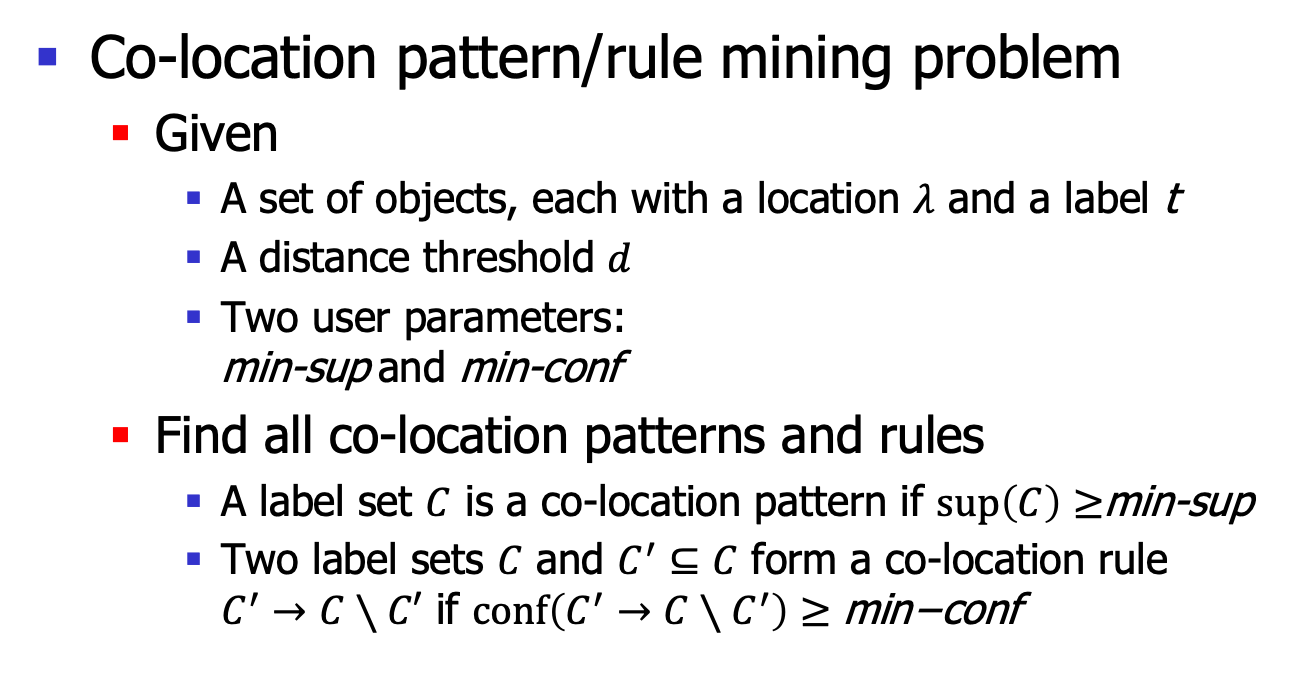 Co-location pattern/rule mining problem
Given
A set of objects, each with a location λ and a label t
A distance threshold d
Two user parameters:
min-sup and min-conf
Find all co-location patterns and rules
A label set C is a co-location pattern if sup(C) ≥min-sup
Two label sets C and C′ ⊆ C form a co-location rule
C′ → C \ C′ if conf(C′ → C \ C′) ≥ min−conf